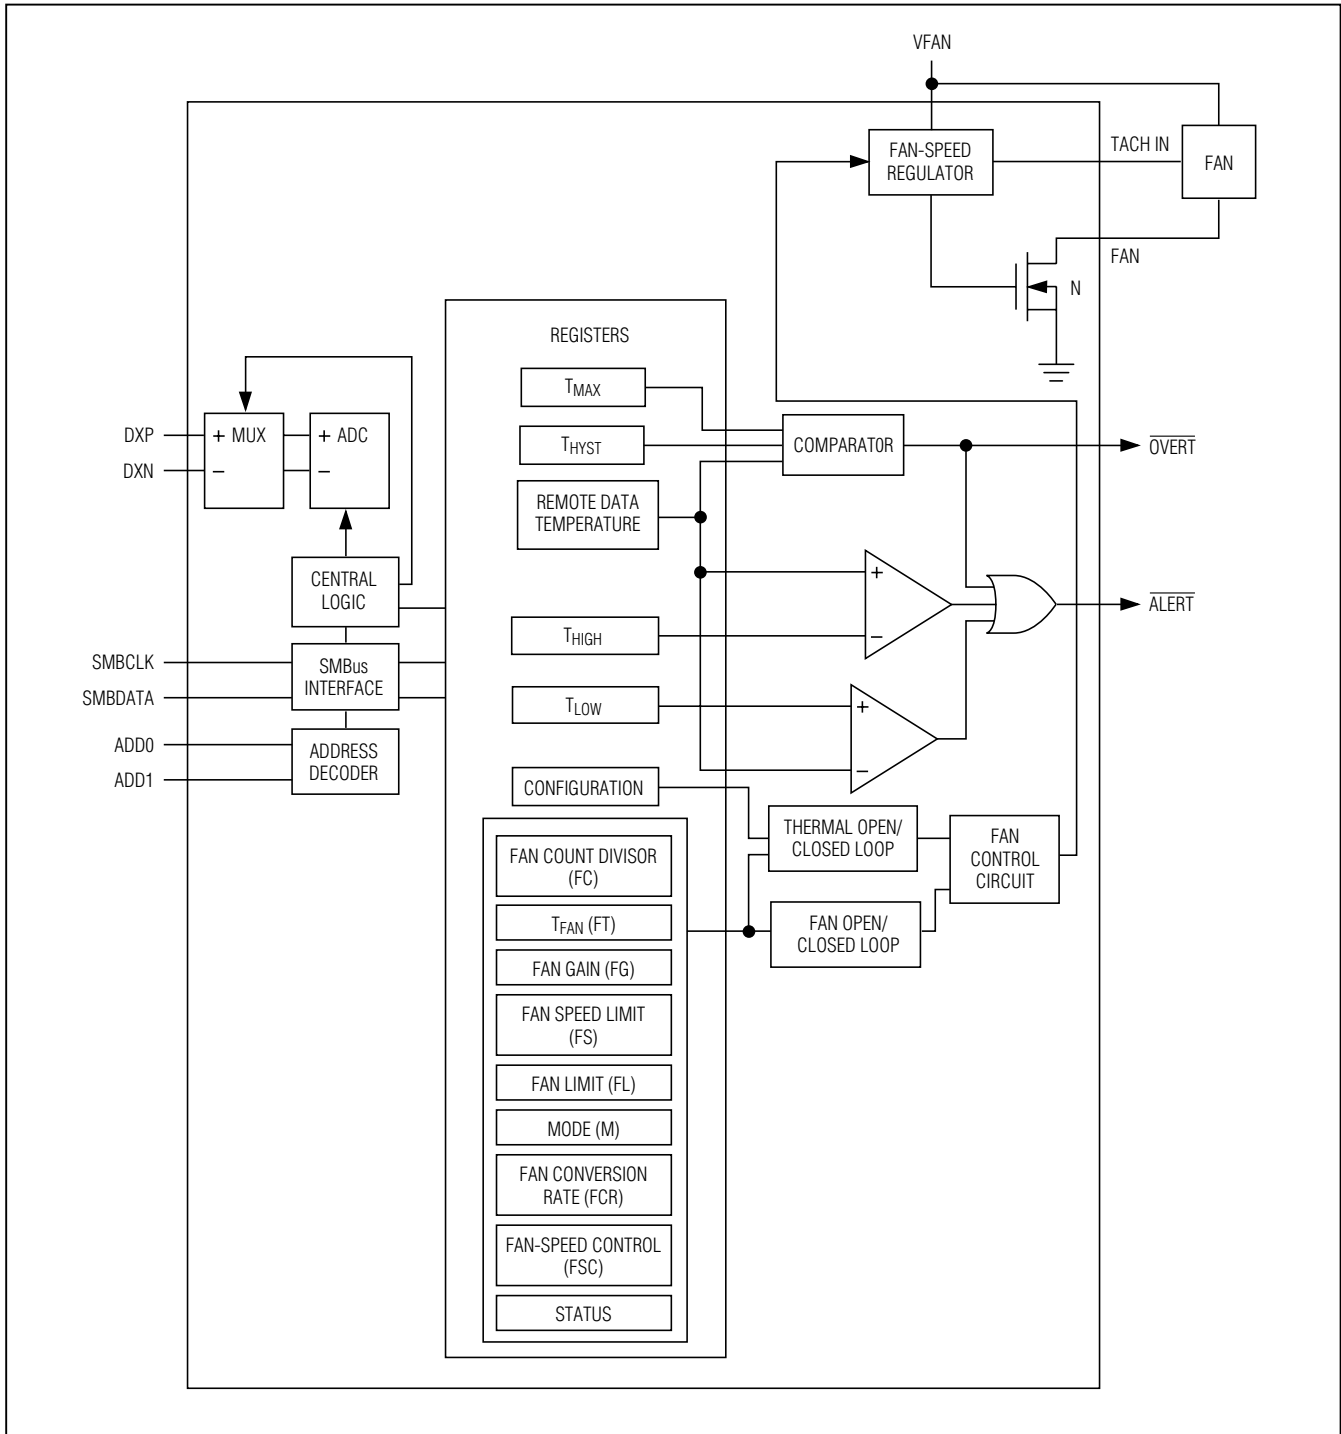 VFAN
FAN-SPEED
REGULATOR
TACH IN
FAN
FAN
N
REGISTERS
TMAX
THYST
REMOTE DATA
TEMPERATURE
COMPARATOR
OVERT
DXP
DXN
+ MUX
−
+ ADC
−
CENTRAL
LOGIC
SMBCLK
SMBDATA
SMBus
INTERFACE
ADD0
ADD1
ADDRESS
DECODER
THIGH
TLOW
+
−
+
−
ALERT
CONFIGURATION
THERMAL OPEN/
CLOSED LOOP
FAN
CONTROL
CIRCUIT
FAN OPEN/
CLOSED LOOP
FAN COUNT DIVISOR
(FC)
TFAN (FT)
FAN GAIN (FG)
FAN SPEED LIMIT
(FS)
FAN LIMIT (FL)
MODE (M)
FAN CONVERSION
RATE (FCR)
FAN-SPEED CONTROL
(FSC)
STATUS